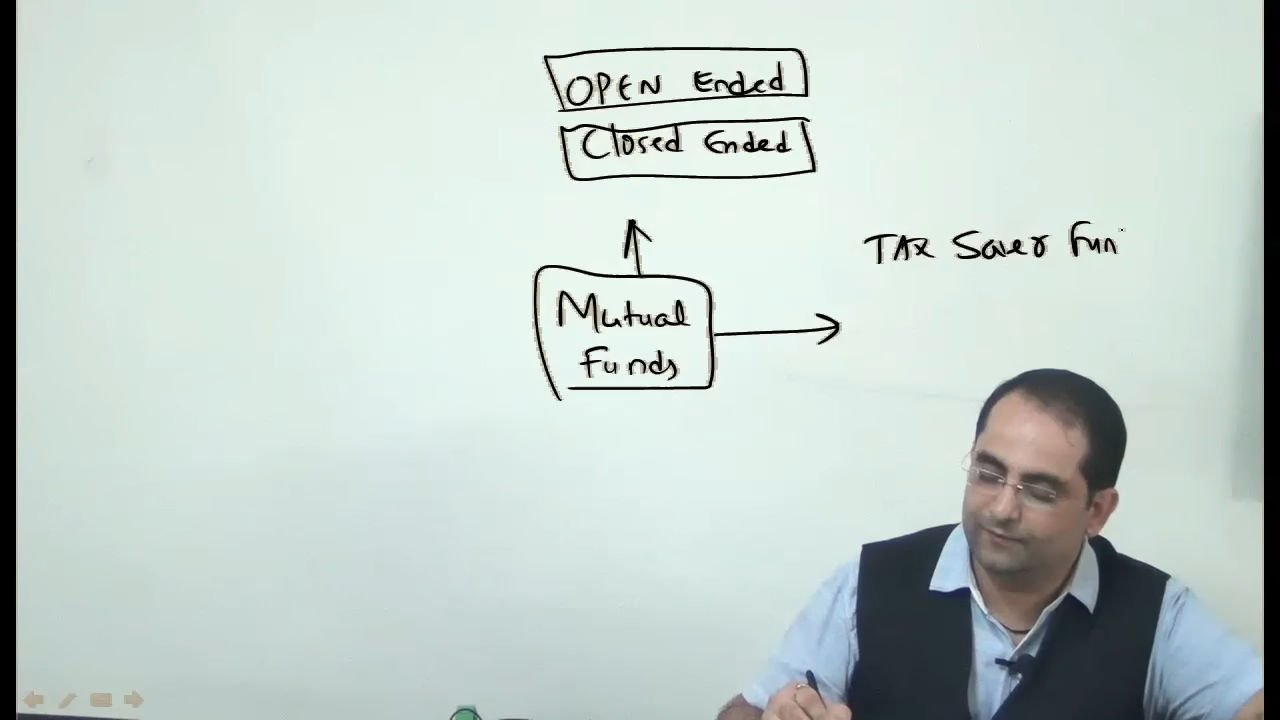 OPEN Ended
Closed Ended
TAX Saver Fun
Mutual
Funds